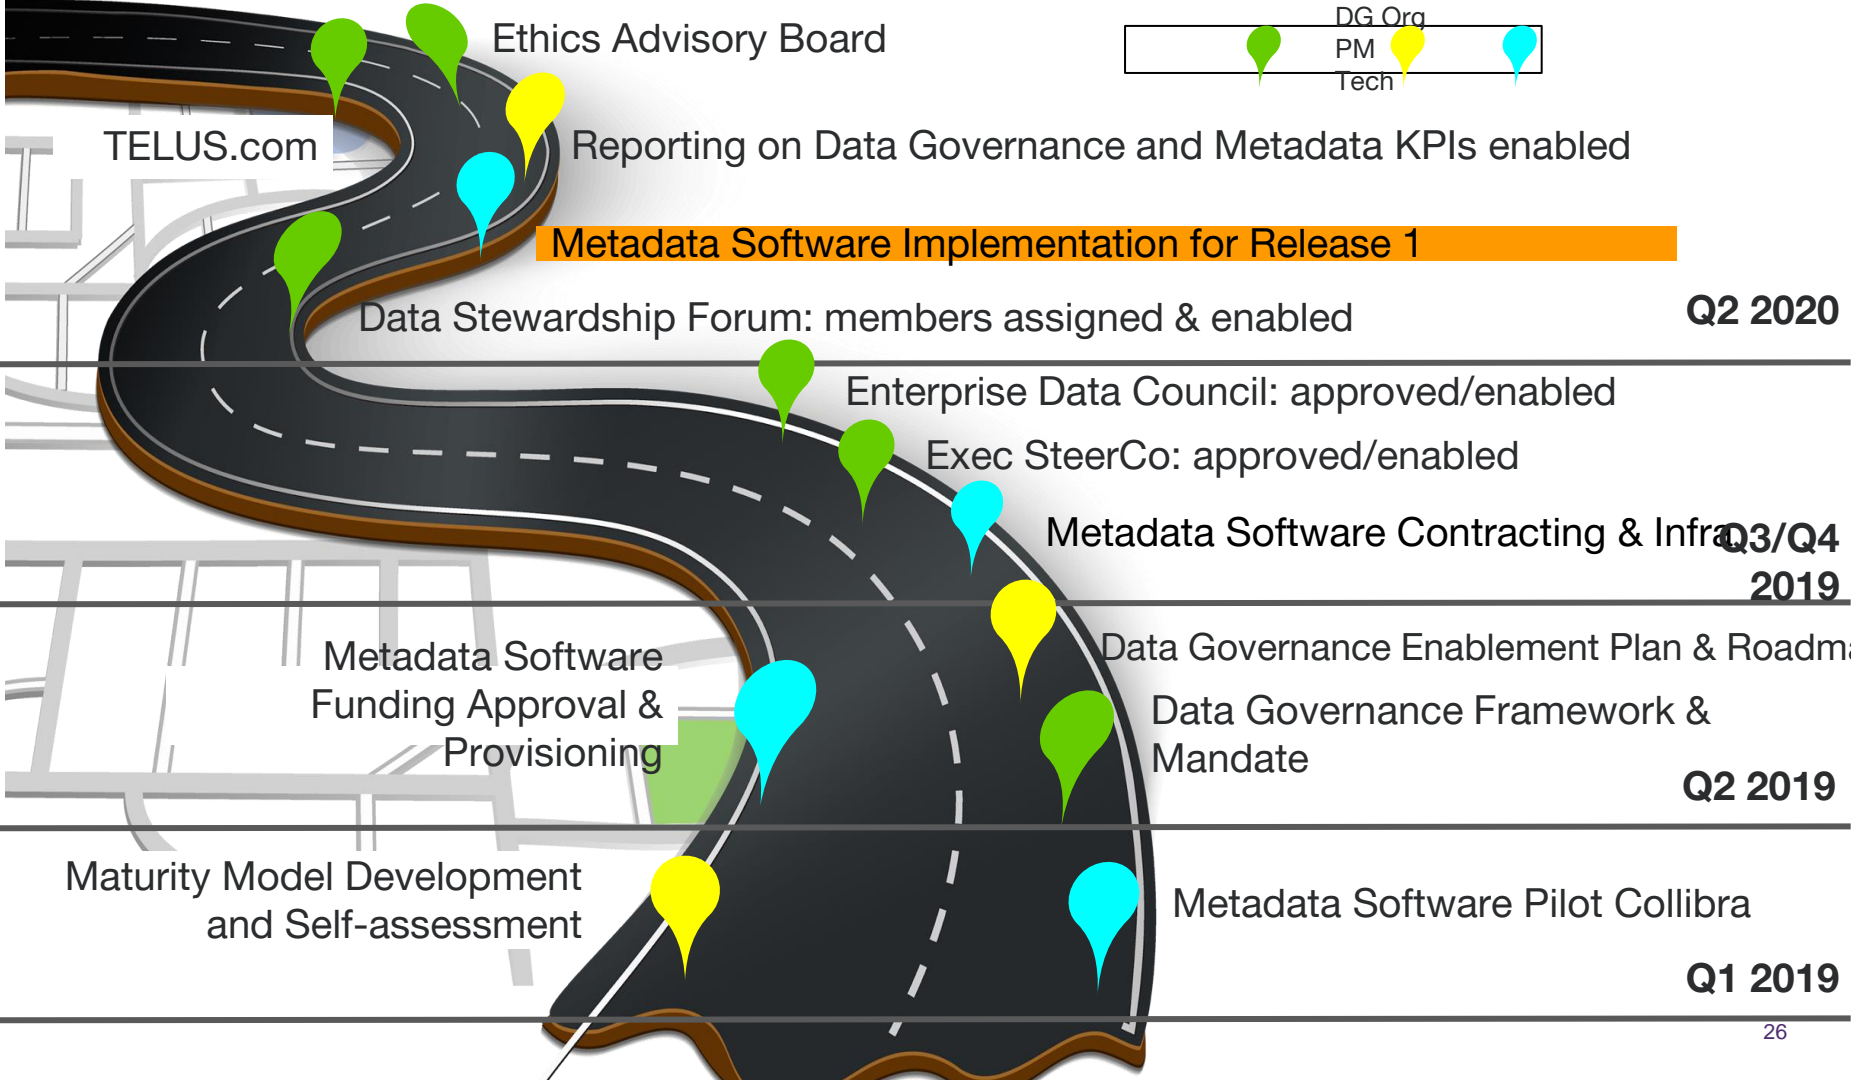 DG Org
PM
Tech
Ethics Advisory Board
TELUS.com
Reporting on Data Governance and Metadata KPIs enabled
Metadata Software Implementation for Release 1
Data Stewardship Forum: members assigned & enabled
Q2 2020
Enterprise Data Council: approved/enabled
Exec SteerCo: approved/enabled
Metadata Software Contracting & Infra.
Q3/Q4
2019
Metadata Software
Funding Approval &
Provisioning
Data Governance Enablement Plan &
Data Governance Framework &
Mandate
Q2 2019
Maturity Model Development
and Self-assessment
Metadata Software Pilot Collibra
Q1 2019
26